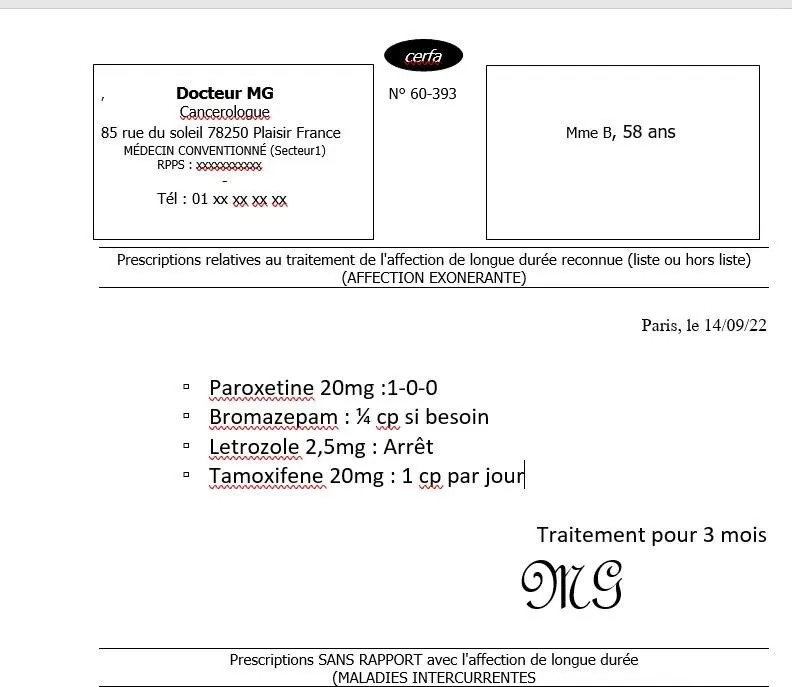 cerfa
,
Docteur MG
Cancerologue
85 rue du soleil 78250 Plaisir France
MÉDECIN CONVENTIONNÉ (Secteur1)
RPPS : xxxxxxxxxxx
-
Tél : 01 xx xx xx xx
N° 60-393
Mme B, 58 ans
Prescriptions relatives au traitement de l'affection de longue durée reconnue (liste ou hors liste)
(AFFECTION EXONERANTE)
Paris, le 14/09/22
Paroxetine 20mg :1-0-0
Bromazepam : ¼ cp si besoin
Letrozole 2,5mg : Arrêt
Tamoxifene 20mg : 1 cp par jour
Traitement pour 3 mois
MG
Prescriptions SANS RAPPORT avec l'affection de longue durée
(MALADIES INTERCURRENTES